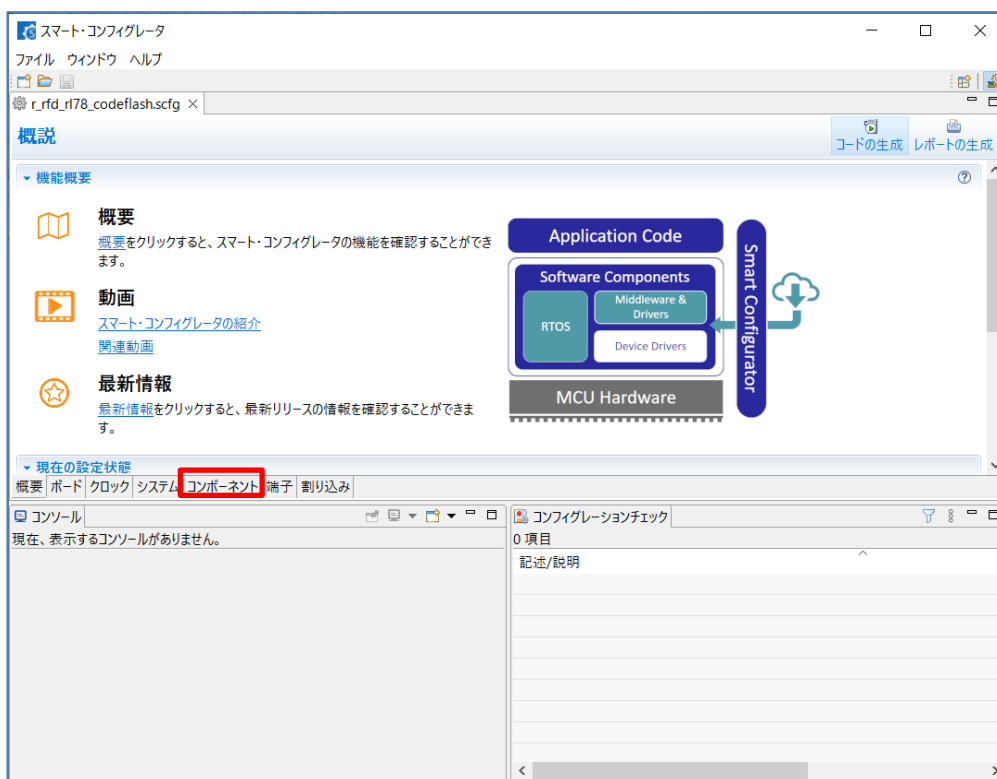 スマート・コンフィグレータ
ファイル ウィンドウ ヘルプ
r_rfd_rl78_codeflash.scfg
概説
コードの生成 レポートの生成
機能概要
概要
概要をクリックすると、スマート・コンフィグレータの機能を確認することができ
ます。
動画
スマート・コンフィグレータの紹介
関連動画
最新情報
最新情報をクリックすると、最新リリースの情報を確認することができま
す。
Application Code
Software Components
RTOS
Middleware &
Drivers
Device Drivers
MCU Hardware
Smart Configurator
現在の設定状態
概要 ボード クロック システム コンポーネント 端子 割り込み
コンソール
現在、表示するコンソールがありません。
コンフィグレーションチェック
0 項目
記述/説明